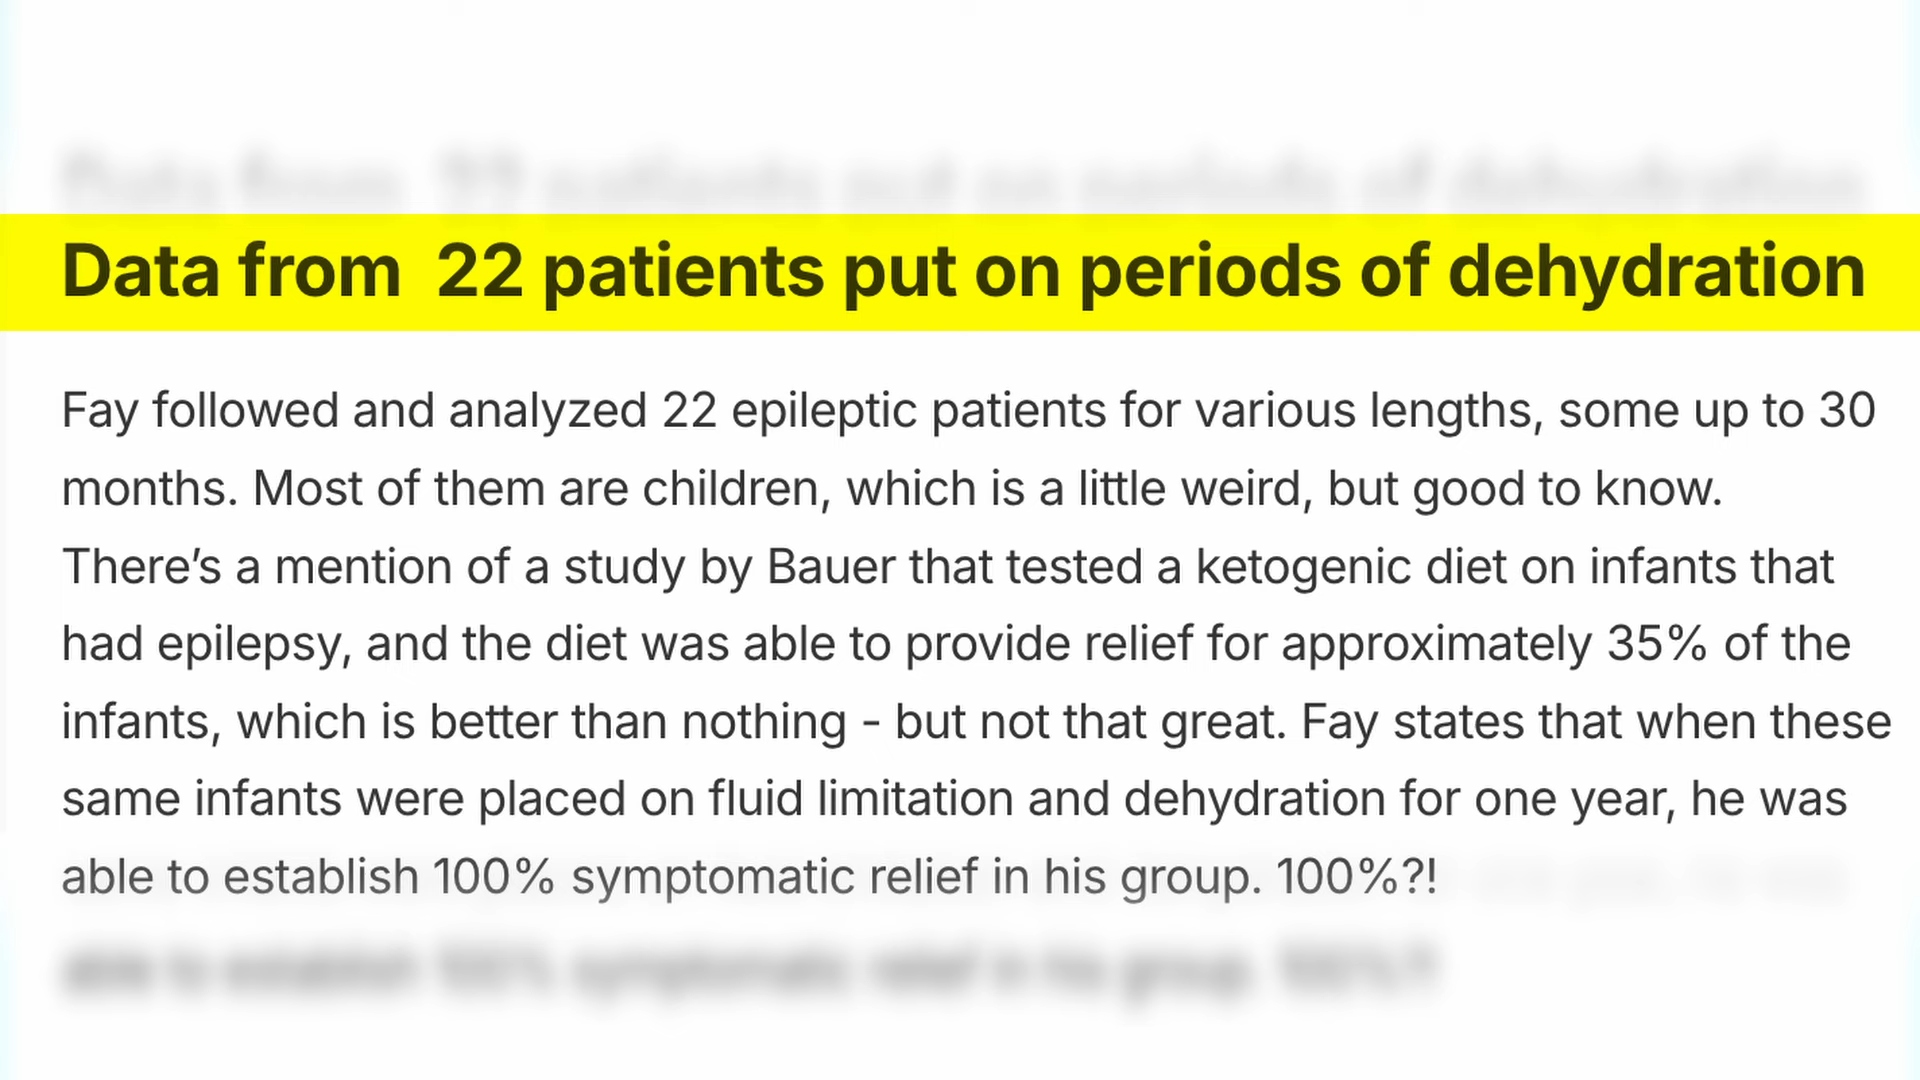 Data from  22 patients put on periods of dehydration
Fay followed and analyzed 22 epileptic patients for various lengths, some up to 30
months. Most of them are children, which is a little weird, but good to know.
There’s a mention of a study by Bauer that tested a ketogenic diet on infants that
had epilepsy, and the diet was able to provide relief for approximately 35% of the
infants, which is better than nothing - but not that great. Fay states that when these
same infants were placed on fluid limitation and dehydration for one year, he was
able to establish 100% symptomatic relief in his group. 100%?!